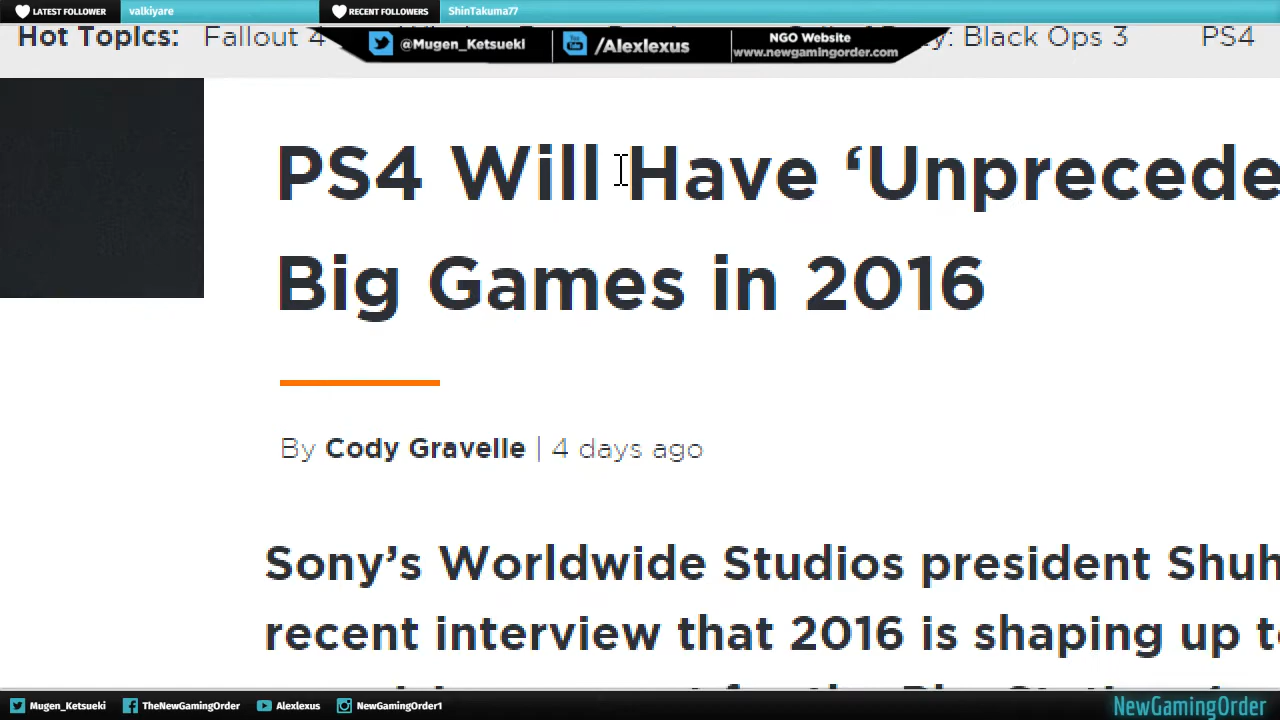 LATEST FOLLOWER valkiyare RECENT FOLLOWERS ShinTakuma77
Hot Topics: Fallout 4 Black Ops 3 PS4
@Mugen_Ketsueki /Alexlexus NGO Website
www.newgamingorder.com
PS4 Will Have ‘Unprecede
Big Games in 2016
By Cody Gravelle | 4 days ago
Sony’s Worldwide Studios president Shuh
recent interview that 2016 is shaping up to
Mugen_Ketsueki TheNewGamingOrder Alexlexus NewGamingOrder1 NewGamingOrder